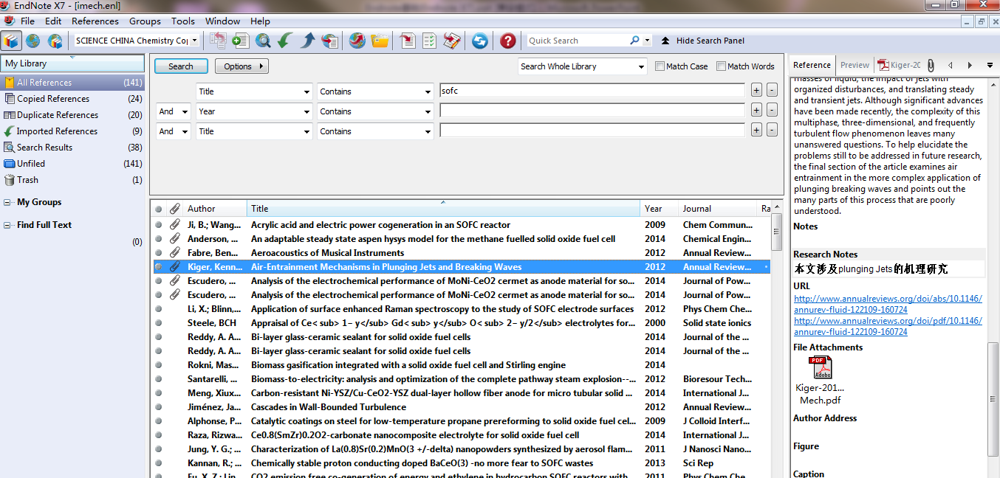 EndNote X7 - [imech.enl]
File Edit References Groups Tools Window Help
SCIENCE CHINA Chemistry Co Quick Search Hide Search Panel
My Library
All References (141)
Copied References (24)
Duplicate References (20)
Imported References (9)
Search Results (38)
Unfiled (141)
Trash (1)
My Groups
Find Full Text
(0)
Search Options Search Whole Library Match Case Match Words
Title Contains sofc + -
And Year Contains + -
And Title Contains + -
Author Title Year Journal Ra
Ji, B.; Wang... Acrylic acid and electric power cogeneration in an SOFC reactor 2009 Chem Commun...
Anderson, ... An adaptable steady state aspen hysys model for the methane fuelled solid oxide fuel cell 2014 Chemical Engin...
Fabre, Ben... Aeroacoustics of Musical Instruments 2012 Annual Review...
Kiger, Kenn... Air-Entrainment Mechanisms in Plunging Jets and Breaking Waves 2012 Annual Review...
Escudero, ... Analysis of the electrochemical performance of MoNi-CeO2 cermet as anode material for so... 2014 Journal of Pow...
Escudero, ... Analysis of the electrochemical performance of MoNi-CeO2 cermet as anode material for so... 2014 Journal of Pow...
Li, X.; Blinn,... Application of surface enhanced Raman spectroscopy to the study of SOFC electrode surfaces 2012 Phys Chem Che...
Steele, BCH Appraisal of Ce< sub> 1− y</sub> Gd< sub> y</sub> O< sub> 2− y/2</sub> electrolytes for... 2000 Solid state ionics
Reddy, A. A... Bi-layer glass-ceramic sealant for solid oxide fuel cells 2014 Journal of the ...
Reddy, A. A... Bi-layer glass-ceramic sealant for solid oxide fuel cells 2014 Journal of the ...
Rokni, Mas... Biomass gasification integrated with a solid oxide fuel cell and Stirling engine 2014
Santarelli, ... Biomass-to-electricity: analysis and optimization of the complete pathway steam explosion--... 2012 Bioresour Tech...
Meng, Xiux... Carbon-resistant Ni-YSZ/Cu-CeO2-YSZ dual-layer hollow fiber anode for micro tubular solid ... 2014 International J...
Jiménez, Ja... Cascades in Wall-Bounded Turbulence 2012 Annual Review...
Alphonse, P... Catalytic coatings on steel for low-temperature propane prereforming to solid oxide fuel cel... 2009 J Colloid Interf...
Raza, Rizwa... Ce0.8(SmZr)0.2O2-carbonate nanocomposite electrolyte for solid oxide fuel cell 2014 International J...
Jung, Y. G.; ... Characterization of La(0.8)Sr(0.2)MnO(3 +/-delta) nanopowders synthesized by aerosol flam... 2011 J Nanosci Nano...
Kannan, R.; ... Chemically stable proton conducting doped BaCeO(3) -no more fear to SOFC wastes 2013 Sci Rep
Fu, X. Z.; Lin... CO2 emission free co-generation of energy and ethylene in hydrocarbon SOFC reactors with... 2011 Phys Chem Che...
Reference Preview Kiger-20
masses of liquid, the impact of jets with
organized disturbances, and translating steady
and transient jets. Although significant advances
have been made recently, the complexity of this
multiphase, three-dimensional, and frequently
turbulent flow phenomenon leaves many
unanswered questions. To help elucidate the
problems still to be addressed in future research,
the final section of the article examines air
entrainment in the more complex application of
plunging breaking waves and points out the
many parts of this process that are poorly
understood.
Notes
Research Notes
本文涉及plunging Jets的机理研究
URL
http://www.annualreviews.org/doi/abs/10.1146/
annurev-fluid-122109-160724
http://www.annualreviews.org/doi/pdf/10.1146/
annurev-fluid-122109-160724
File Attachments
PDF
Adobe
Kiger-201...
Mech.pdf
Author Address
Figure
Caption